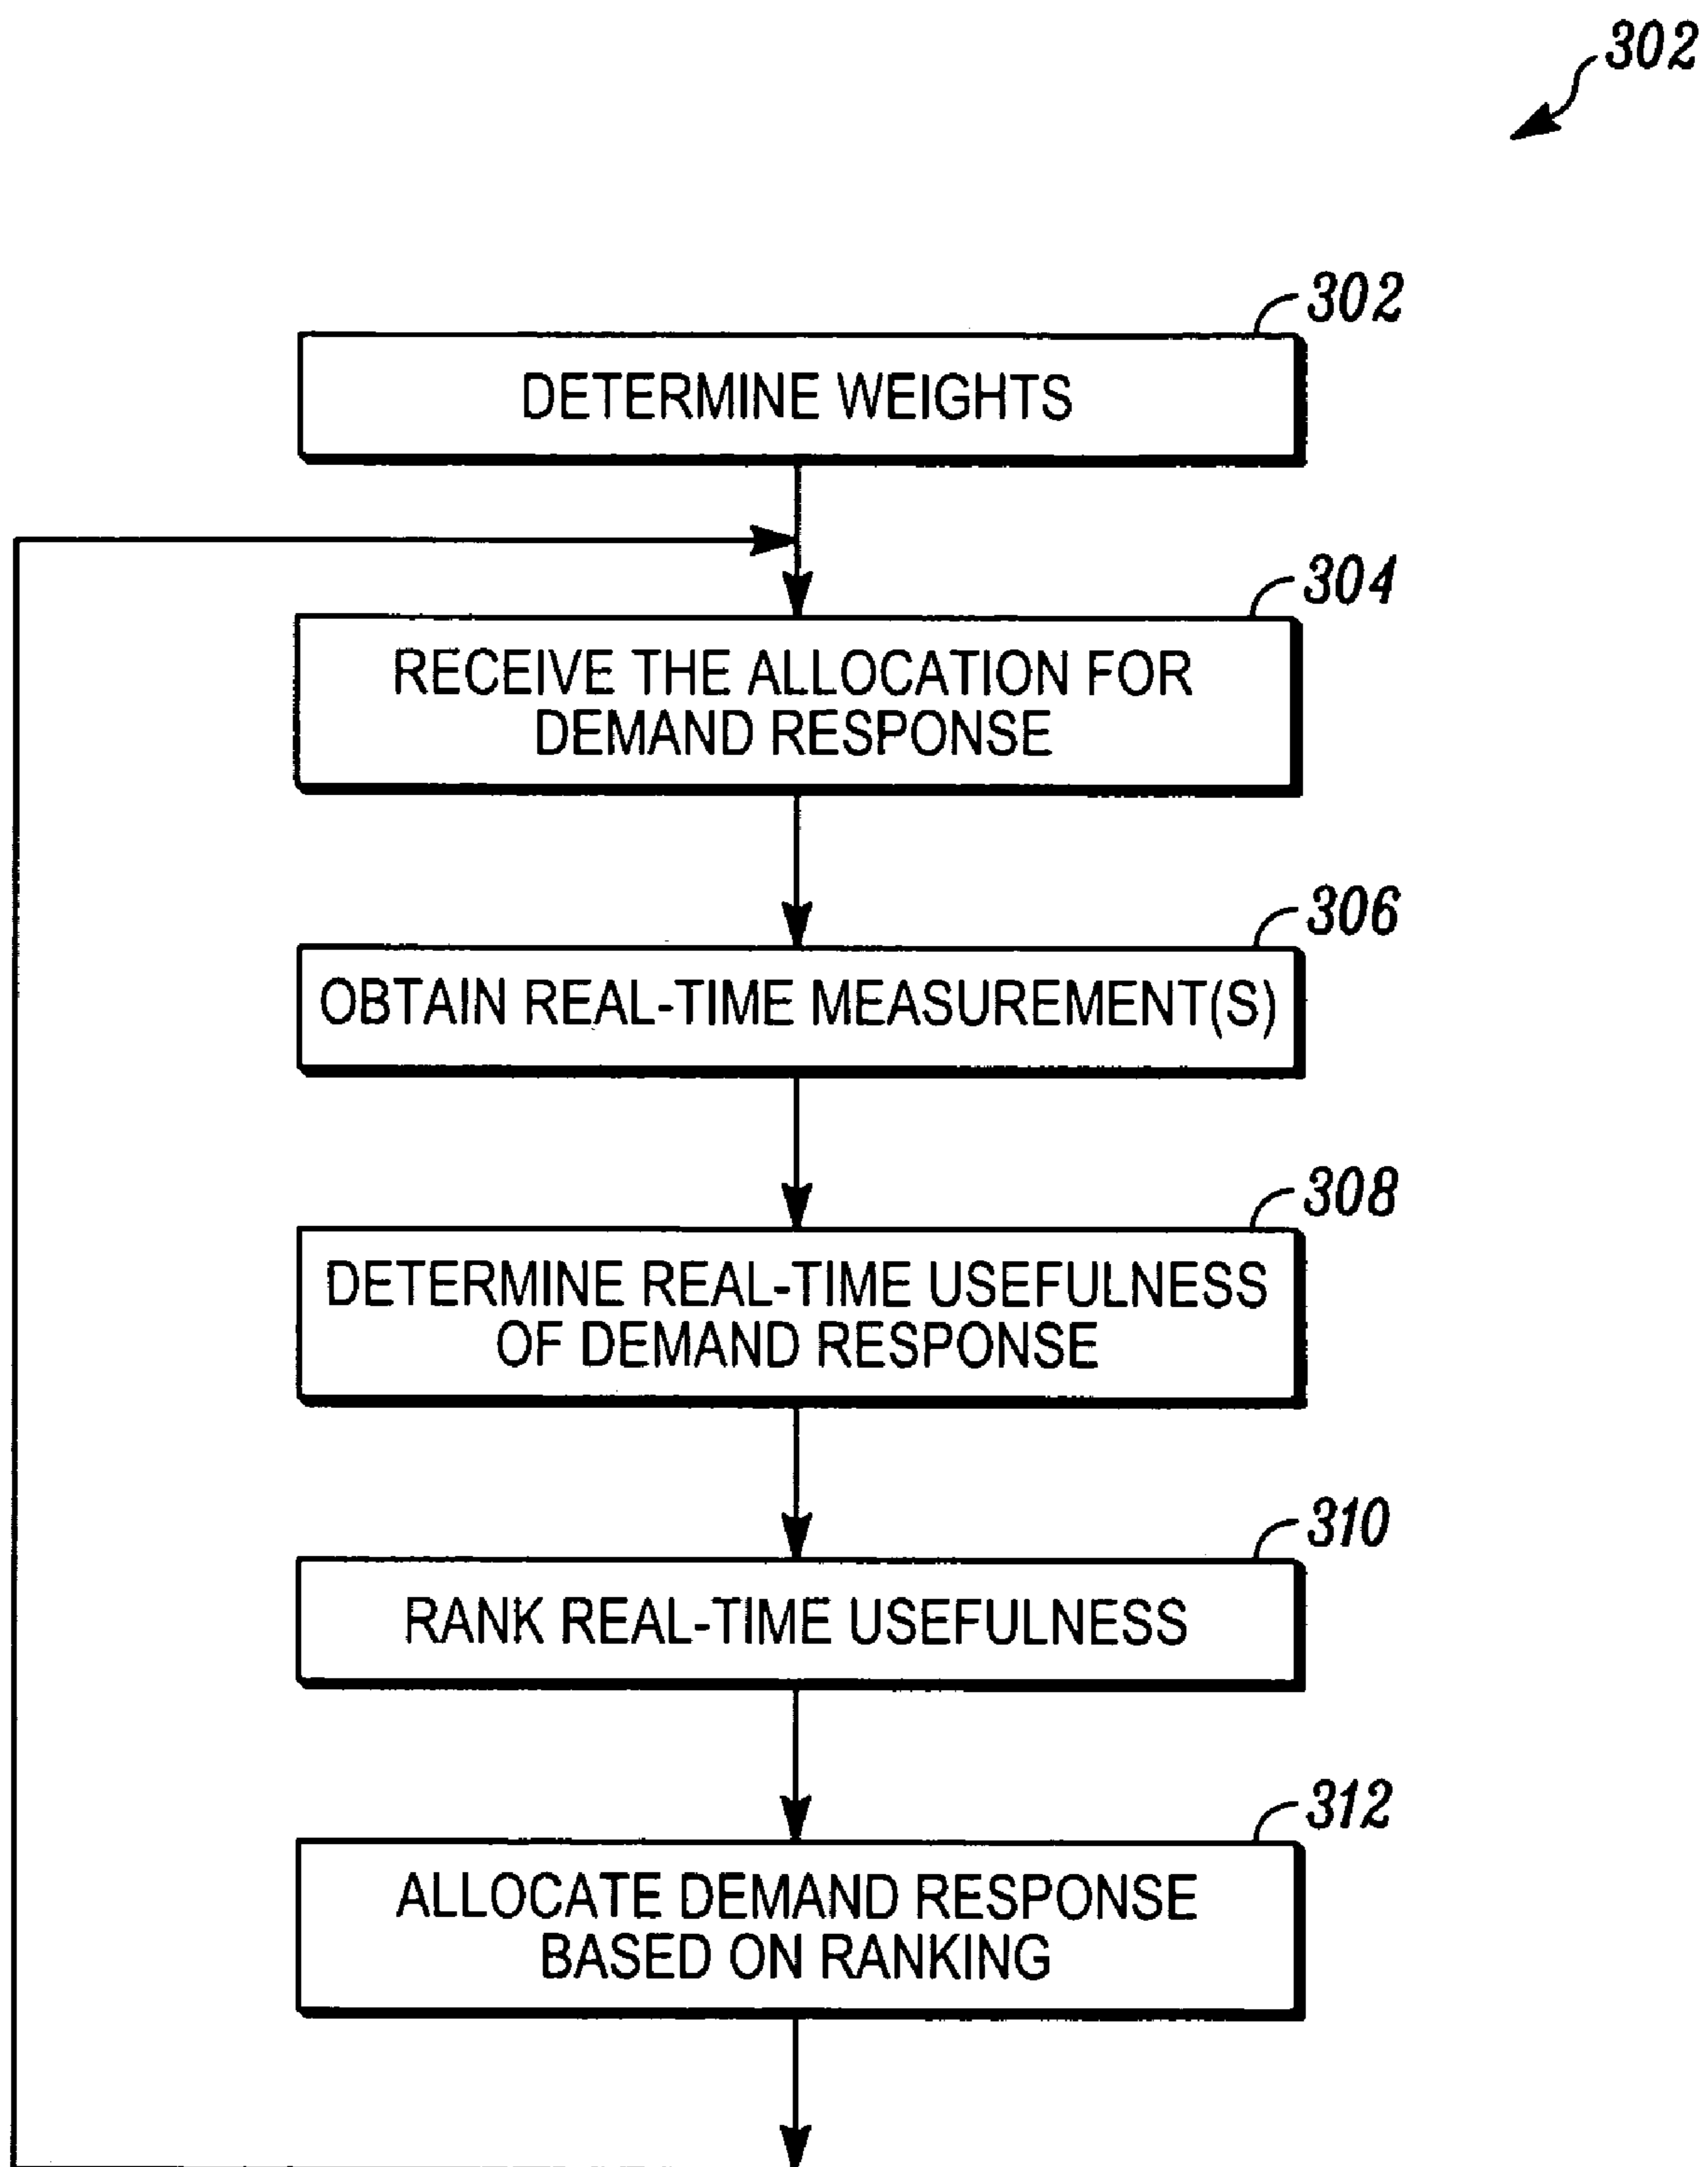 302
302
DETERMINE WEIGHTS
304
RECEIVE THE ALLOCATION FOR
DEMAND RESPONSE
306
OBTAIN REAL-TIME MEASUREMENT(S)
308
DETERMINE REAL-TIME USEFULNESS
OF DEMAND RESPONSE
310
RANK REAL-TIME USEFULNESS
312
ALLOCATE DEMAND RESPONSE
BASED ON RANKING